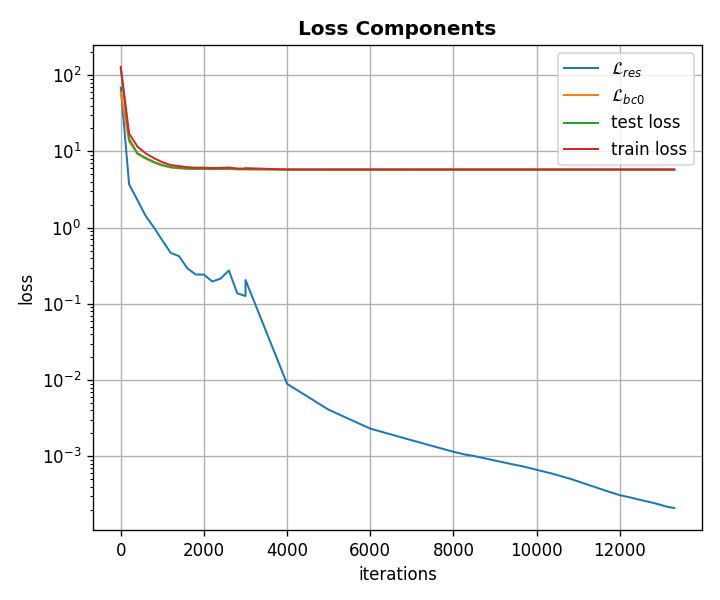 Loss Components
10²
10¹
10⁰
10⁻¹
10⁻²
10⁻³
loss
0 2000 4000 6000 8000 10000 12000
iterations
ℒ_res
ℒ_bc0
test loss
train loss